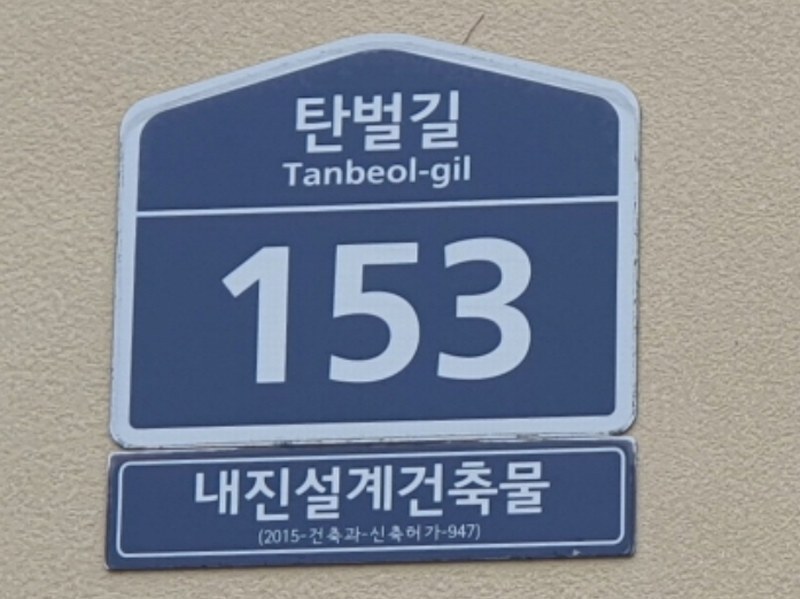 탄벌길
Tanbeol-gil
153
내진설계건축물
(2015-건축과-신축허가-947)